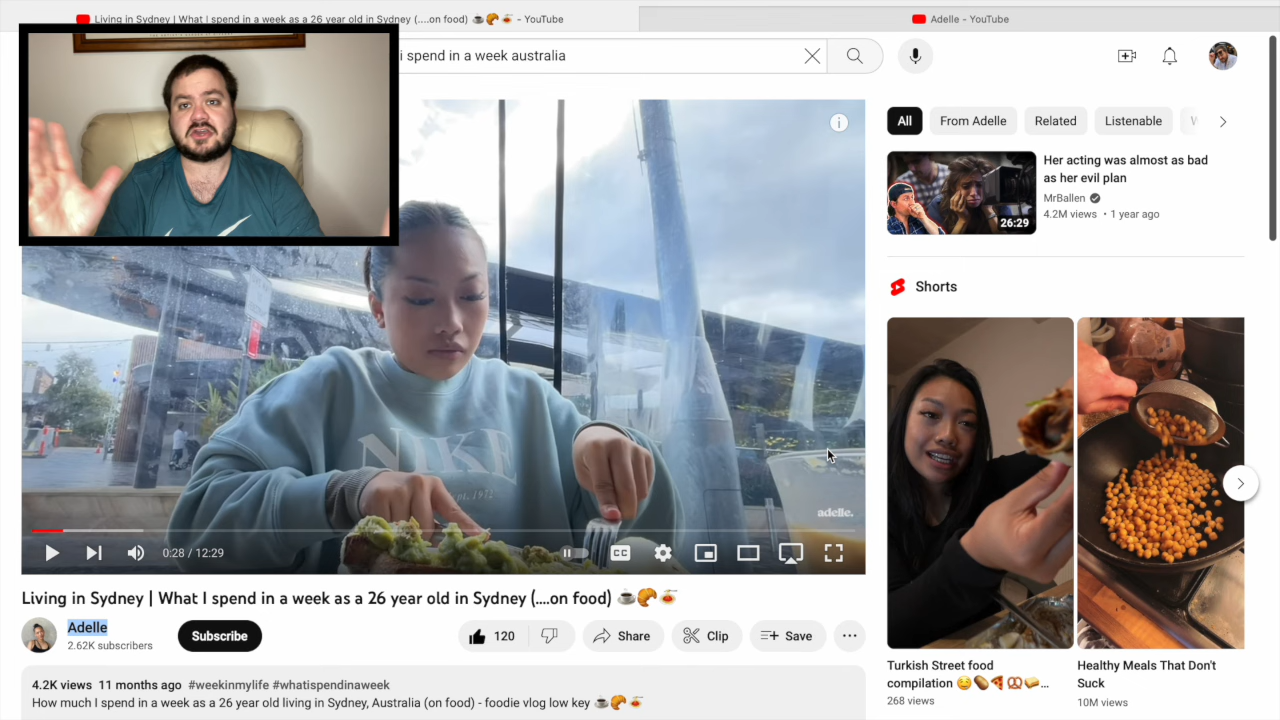 Living in Sydney | What I spend in a week as a 26 year old in Sydney (....on food) ☕🥐🍝 - YouTube
Adelle - YouTube
i spend in a week australia
All
From Adelle
Related
Listenable
Her acting was almost as bad
as her evil plan
MrBallen
4.2M views • 1 year ago
26:29
Shorts
NIKE
adelle.
0:28 / 12:29
CC
Living in Sydney | What I spend in a week as a 26 year old in Sydney (....on food) ☕🥐🍝
Adelle
2.62K subscribers
Subscribe
120
Share
Clip
Save
4.2K views 11 months ago #weekinmylife #whatispendinaweek
How much I spend in a week as a 26 year old living in Sydney, Australia (on food) - foodie vlog low key ☕🥐🍝
Turkish Street food
compilation 😋🥔🍕🥨🥪...
268 views
Healthy Meals That Don't
Suck
10M views